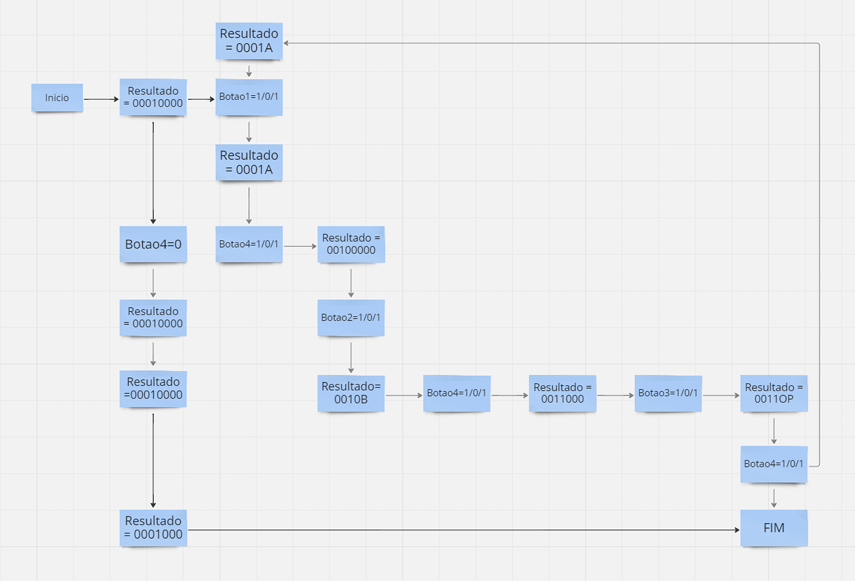 Resultado
= 0001A
Inicio
Resultado
= 00010000
Botao1=1/0/1
Resultado
= 0001A
Botao4=0
Botao4=1/0/1
Resultado =
00100000
Resultado
= 00010000
Botao2=1/0/1
Resultado
=00010000
Resultado=
0010B
Botao4=1/0/1
Resultado =
0011000
Botao3=1/0/1
Resultado =
0011OP
Botao4=1/0/1
Resultado
= 0001000
FIM